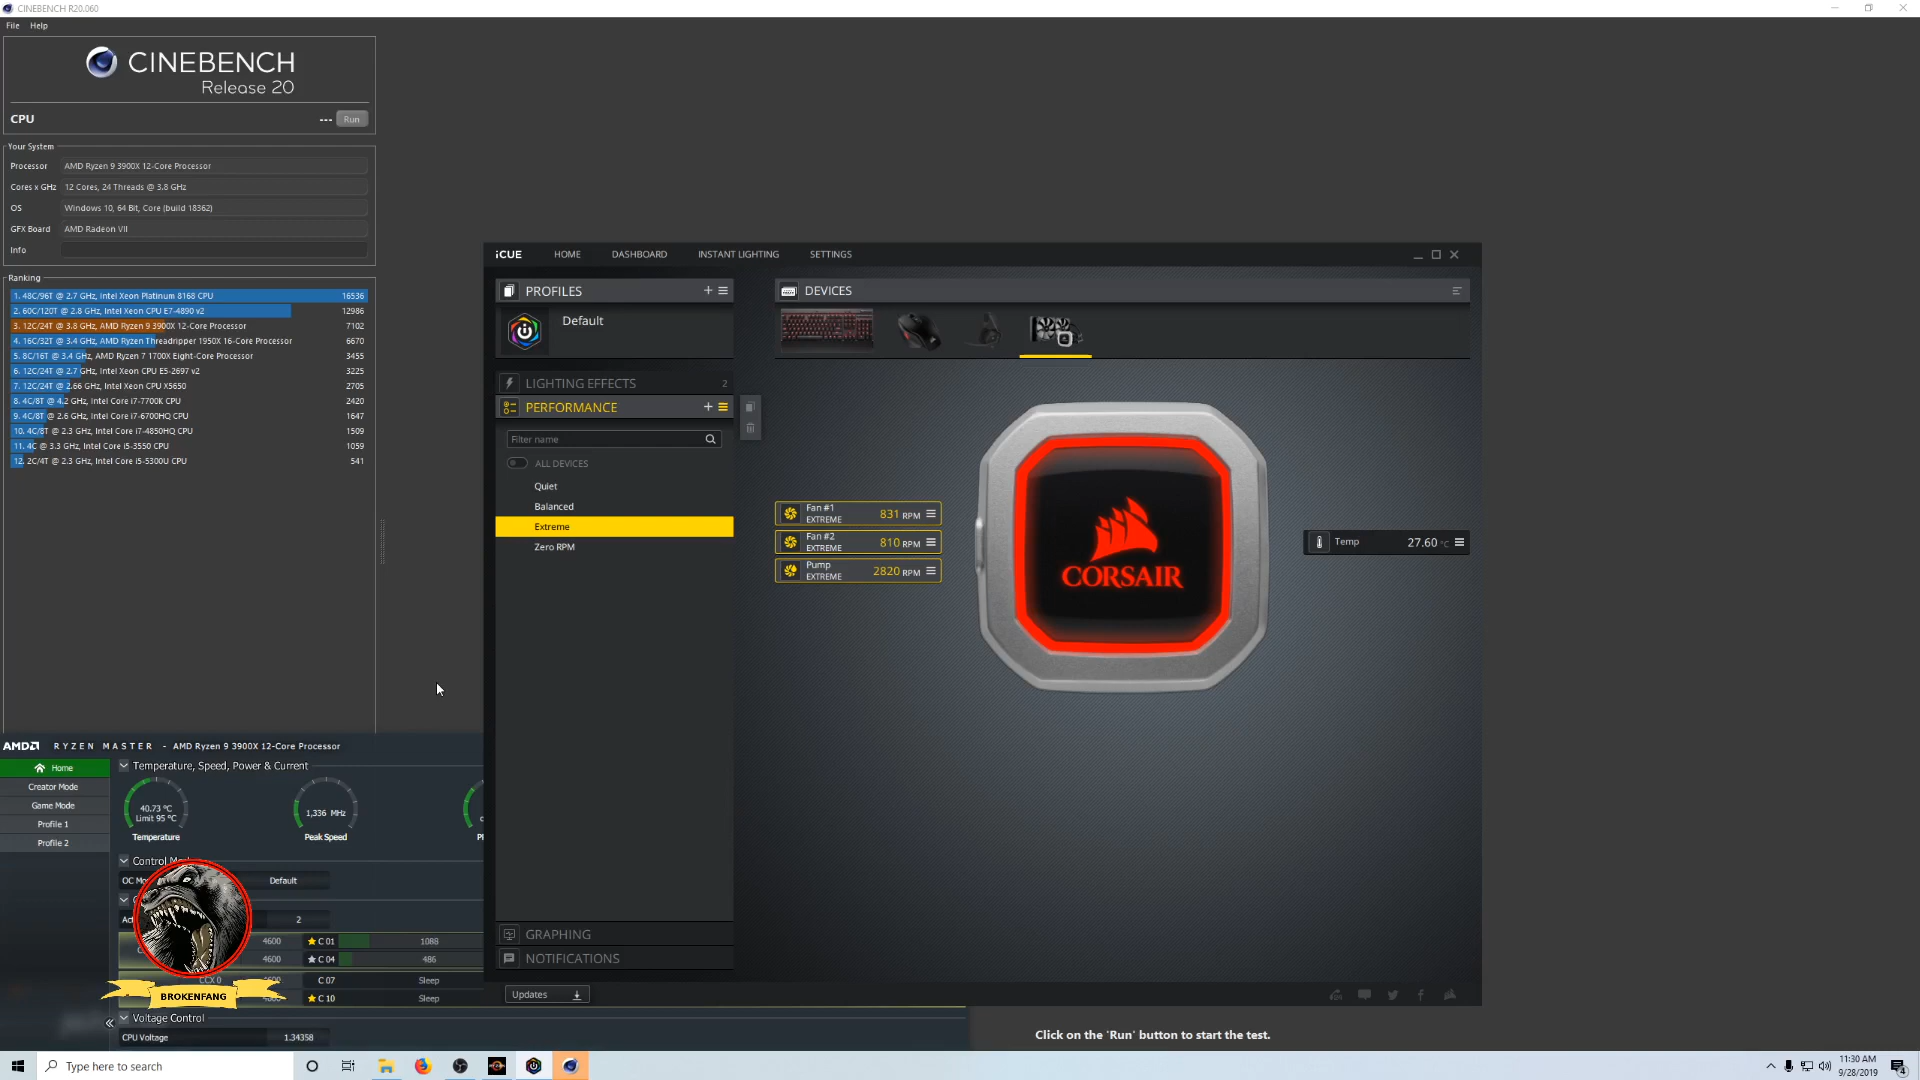 CINEBENCH R20.060
File Help
CINEBENCH
Release 20
CPU --- Run
Your System
Processor AMD Ryzen 9 3900X 12-Core Processor
Cores x GHz 12 Cores, 24 Threads @ 3.8 GHz
OS Windows 10, 64 Bit, Core (build 18362)
GFX Board AMD Radeon VII
Info
Ranking
1. 48C/96T @ 2.7 GHz, Intel Xeon Platinum 8168 CPU 16536
2. 60C/120T @ 2.8 GHz, Intel Xeon CPU E7-4890 v2 12986
3. 12C/24T @ 3.8 GHz, AMD Ryzen 9 3900X 12-Core Processor 7102
4. 16C/32T @ 3.4 GHz, AMD Ryzen Threadripper 1950X 16-Core Processor 6670
5. 8C/16T @ 3.4 GHz, AMD Ryzen 7 1700X Eight-Core Processor 3455
6. 12C/24T @ 2.7 GHz, Intel Xeon CPU E5-2697 v2 3225
7. 12C/24T @ 2.66 GHz, Intel Xeon CPU X5650 2705
8. 4C/8T @ 4.2 GHz, Intel Core i7-7700K CPU 2420
9. 4C/8T @ 2.6 GHz, Intel Core i7-6700HQ CPU 1647
10. 4C/8T @ 2.3 GHz, Intel Core i7-4850HQ CPU 1509
11. 4C @ 3.3 GHz, Intel Core i5-3550 CPU 1059
12. 2C/4T @ 2.3 GHz, Intel Core i5-5300U CPU 541
iCUE HOME DASHBOARD INSTANT LIGHTING SETTINGS
PROFILES
Default
LIGHTING EFFECTS 2
PERFORMANCE
Filter name
ALL DEVICES
Quiet
Balanced
Extreme
Zero RPM
GRAPHING
NOTIFICATIONS
Updates
DEVICES
Fan #1
EXTREME 831 RPM
Fan #2
EXTREME 810 RPM
Pump
EXTREME 2820 RPM
CORSAIR
Temp 27.60 °C
AMD RYZEN MASTER - AMD Ryzen 9 3900X 12-Core Processor
Home
Creator Mode
Game Mode
Profile 1
Profile 2
Temperature, Speed, Power & Current
40.73 °C
Limit 95 °C
Temperature
1,336 MHz
Peak Speed
Control
Default
2
4600 C 01 1088
4600 C 04 486
CCX 0 C 07 Sleep
C 10 Sleep
BROKENFANG
Voltage Control
CPU Voltage 1.34358
Click on the 'Run' button to start the test.
Type here to search
11:30 AM
9/28/2019
4